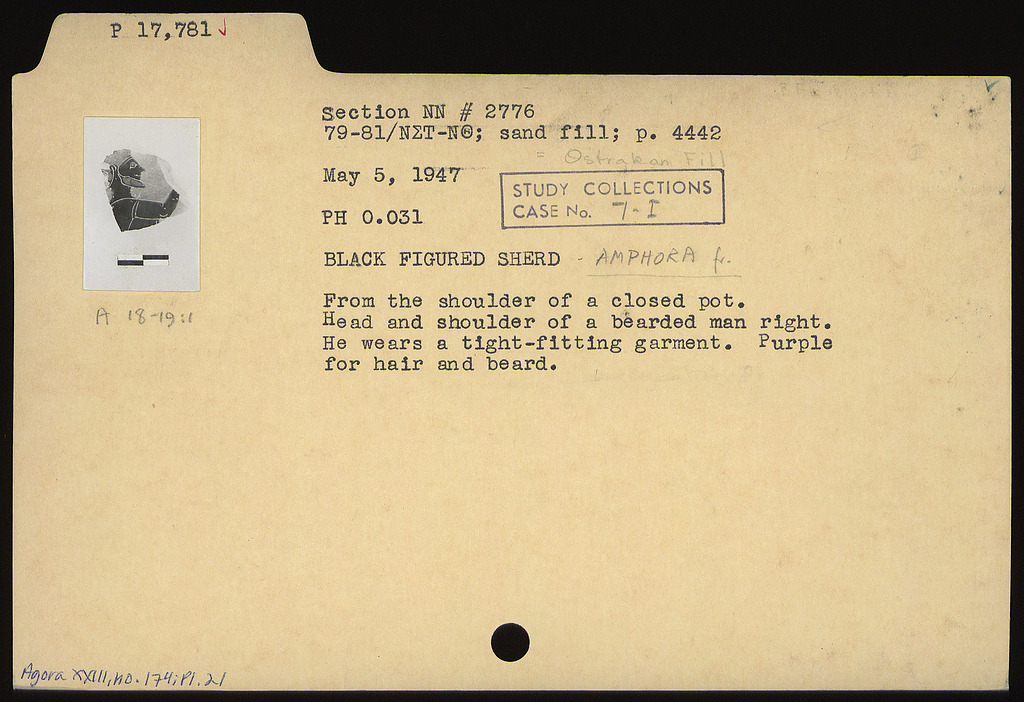 P 17,781 ✓
Section NN # 2776
79-81/ΝΣΤ-ΝⒽ; sand fill; p. 4442
= Ostrakan Fill
May 5, 1947
STUDY COLLECTIONS
CASE No. 7-I
PH 0.031
BLACK FIGURED SHERD - AMPHORA fr.
From the shoulder of a closed pot.
Head and shoulder of a bearded man right.
He wears a tight-fitting garment. Purple
for hair and beard.
A 18-19:1
Agora XXIII, no. 174; Pl. 21